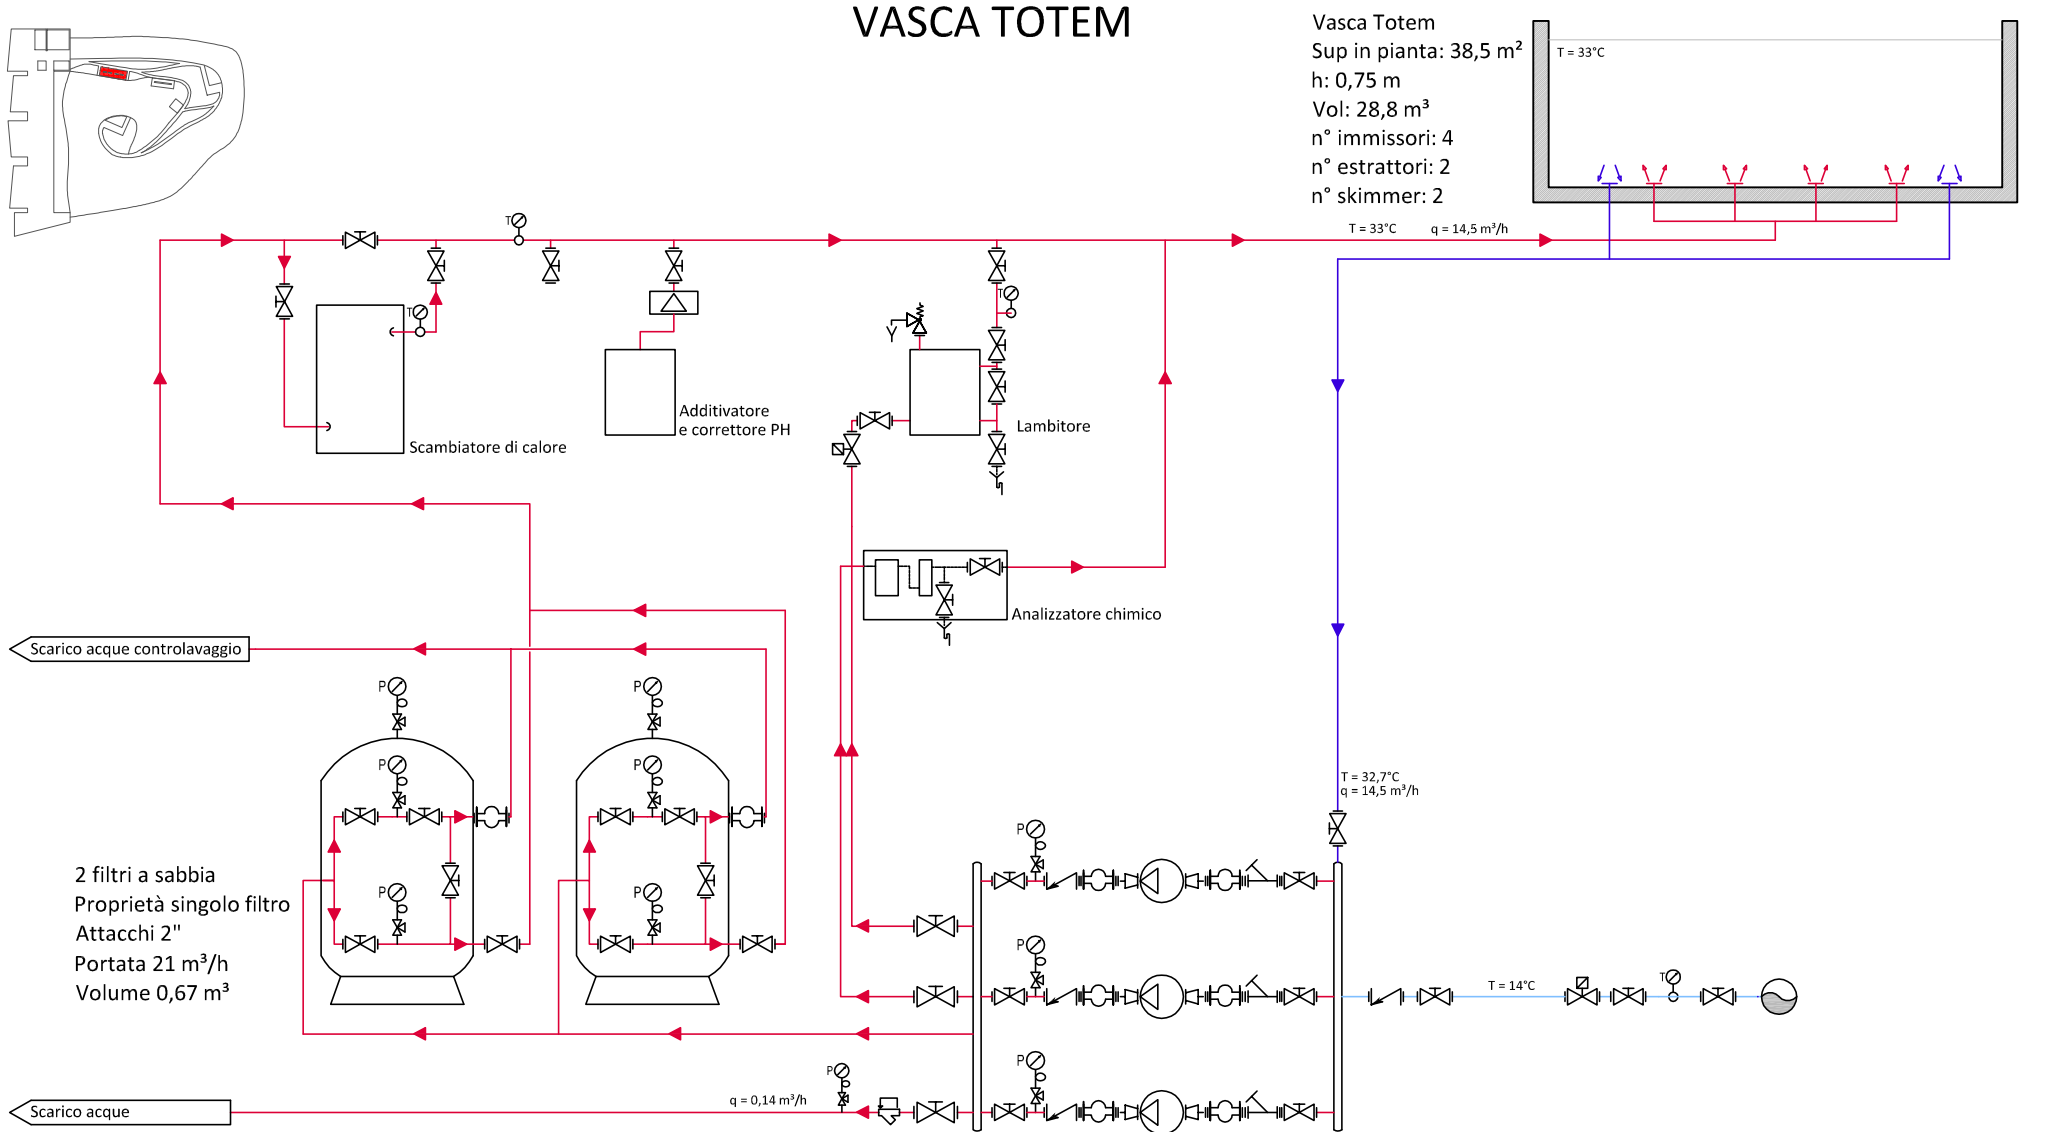 VASCA TOTEM
Vasca Totem
Sup in pianta: 38,5 m²
h: 0,75 m
Vol: 28,8 m³
n° immissori: 4
n° estrattori: 2
n° skimmer: 2
T = 33°C
T
T = 33°C
q = 14,5 m³/h
T
T
Additivatore
e correttore PH
Lambitore
Scambiatore di calore
Analizzatore chimico
Scarico acque controlavaggio
P
P
P
P
T = 32,7°C
q = 14,5 m³/h
P
2 filtri a sabbia
Proprietà singolo filtro
Attacchi 2"
Portata 21 m³/h
Volume 0,67 m³
P
P
P
T
T = 14°C
P
P
q = 0,14 m³/h
Scarico acque